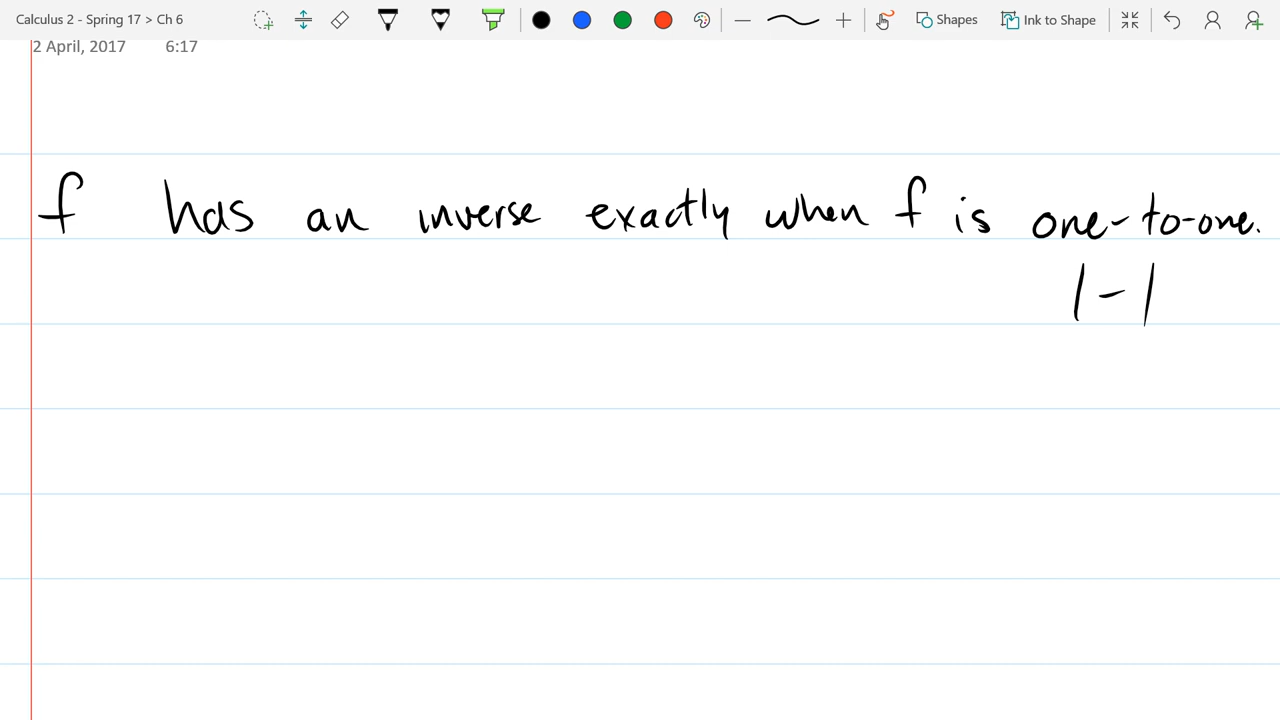 Calculus 2 - Spring 17 > Ch 6 Shapes Ink to Shape
2 April, 2017 6:17
f has an inverse exactly when f is one-to-one.
1-1